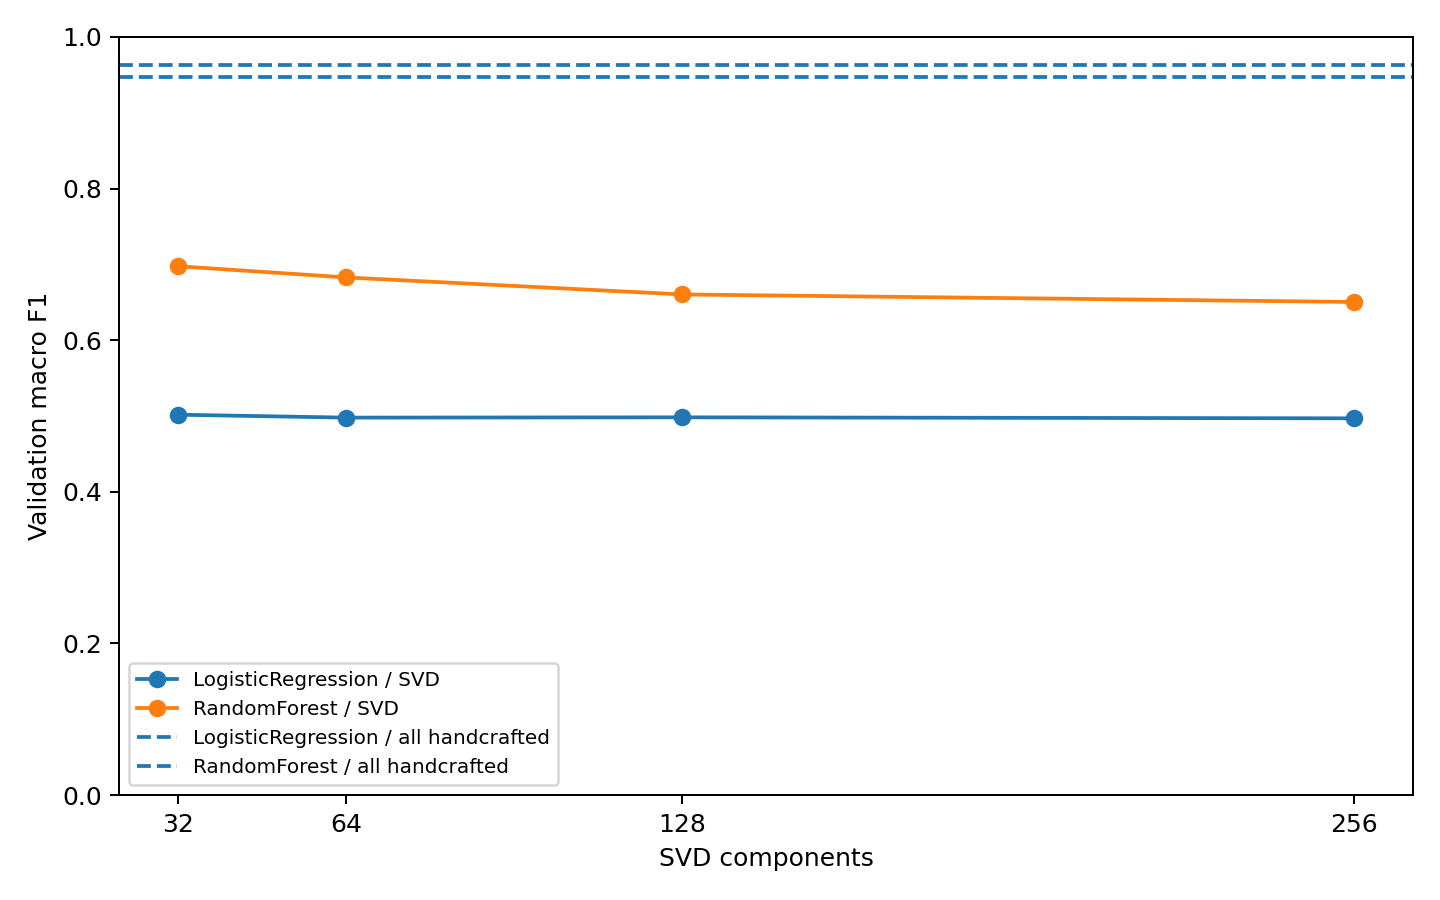 1.0
0.8
0.6
0.4
0.2
0.0
Validation macro F1
LogisticRegression / SVD
RandomForest / SVD
LogisticRegression / all handcrafted
RandomForest / all handcrafted
32 64 128 256
SVD components